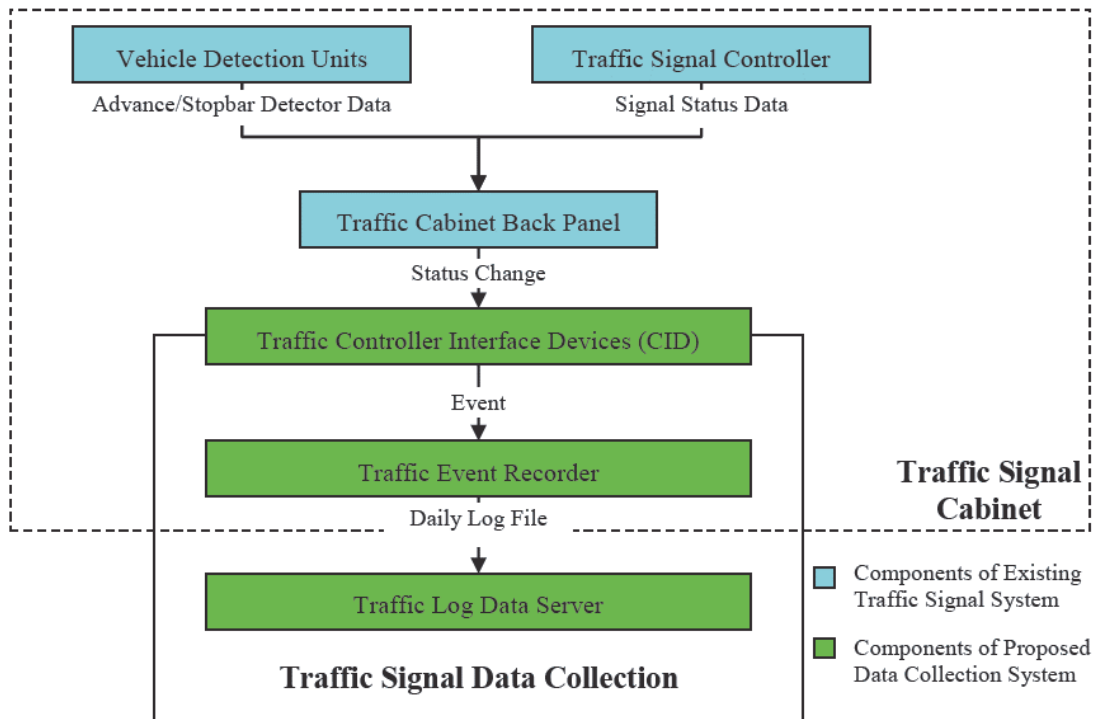 Vehicle Detection Units
Traffic Signal Controller
Advance/Stopbar Detector Data
Signal Status Data
Traffic Cabinet Back Panel
Status Change
Traffic Controller Interface Devices (CID)
Event
Traffic Event Recorder
Traffic Signal
Cabinet
Daily Log File
Traffic Log Data Server
Components of Existing
Traffic Signal System
Components of Proposed
Data Collection System
Traffic Signal Data Collection